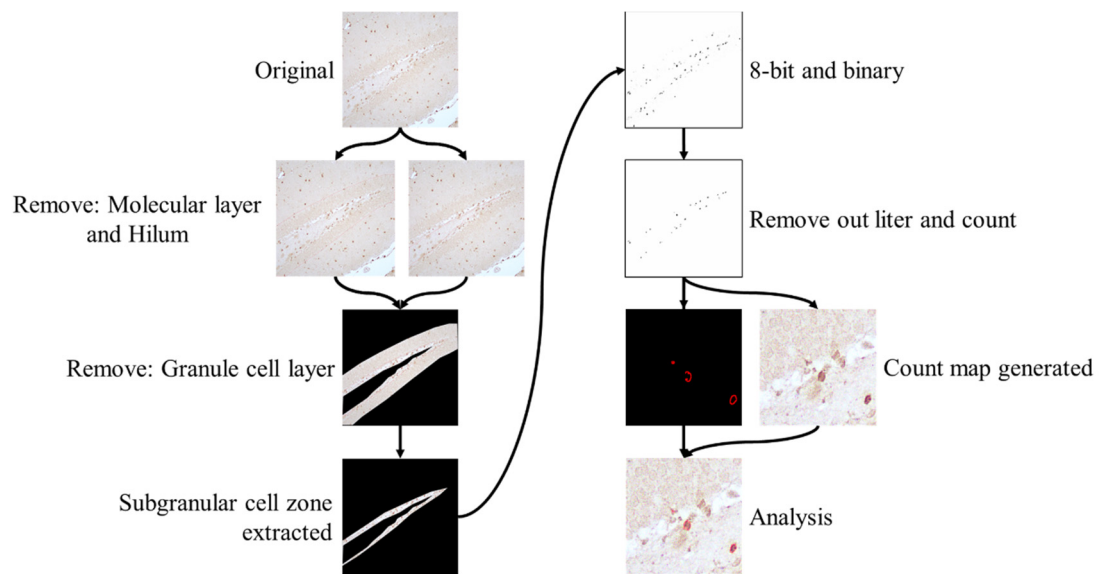 Original
Remove: Molecular layer
and Hilum
Remove: Granule cell layer
Subgranular cell zone
extracted
8-bit and binary
Remove out liter and count
Count map generated
Analysis